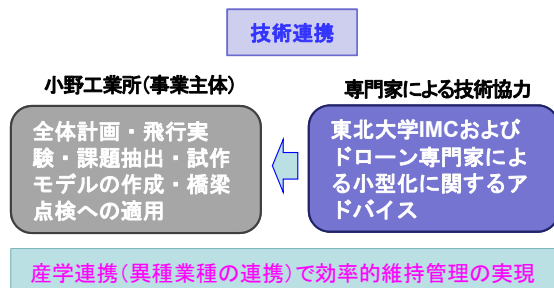 技術連携
小野工業所（事業主体）
全体計画・飛行実
験・課題抽出・試作
モデルの作成・橋梁
点検への適用
専門家による技術協力
東北大学IMCおよび
ドローン専門家によ
る小型化に関するア
ドバイス
産学連携（異種業種の連携）で効率的維持管理の実現